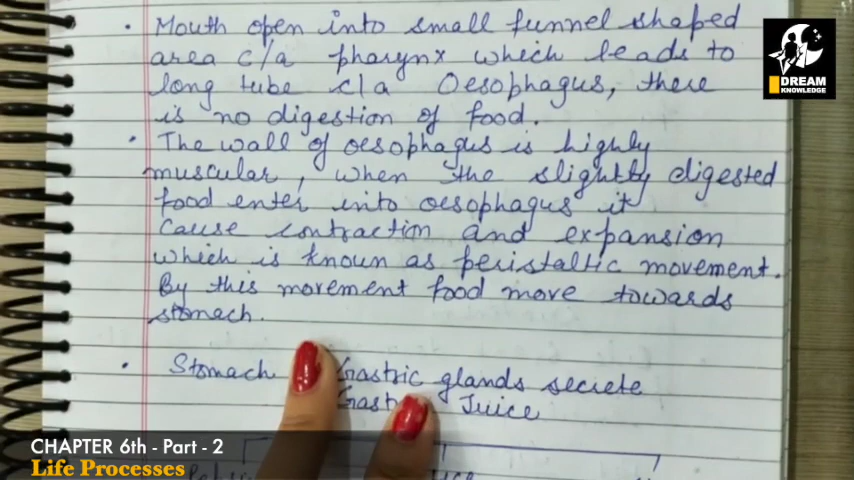 • Mouth open into small funnel shaped
area c/a pharynx which leads to
long tube c/a Oesophagus, there
is no digestion of food.
• The wall of oesophagus is highly
muscular, when the slightly digested
food enter into oesophagus it
cause contraction and expansion
which is known as peristaltic movement.
By this movement food move towards
stomach.
• Stomach Gastric glands secrete
Juice
DREAM
KNOWLEDGE
CHAPTER 6th - Part - 2
Life Processes